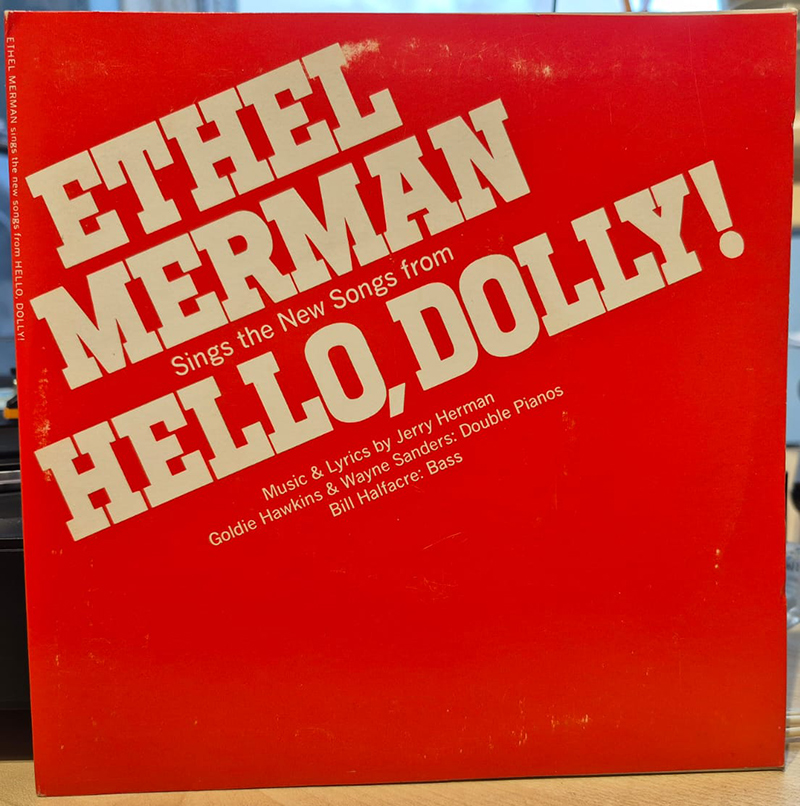 ETHEL MERMAN sings the new songs from HELLO, DOLLY!
ETHEL
MERMAN
Sings the New Songs from
HELLO, DOLLY!
Music & Lyrics by Jerry Herman
Goldie Hawkins & Wayne Sanders: Double Pianos
Bill Halfacre: Bass